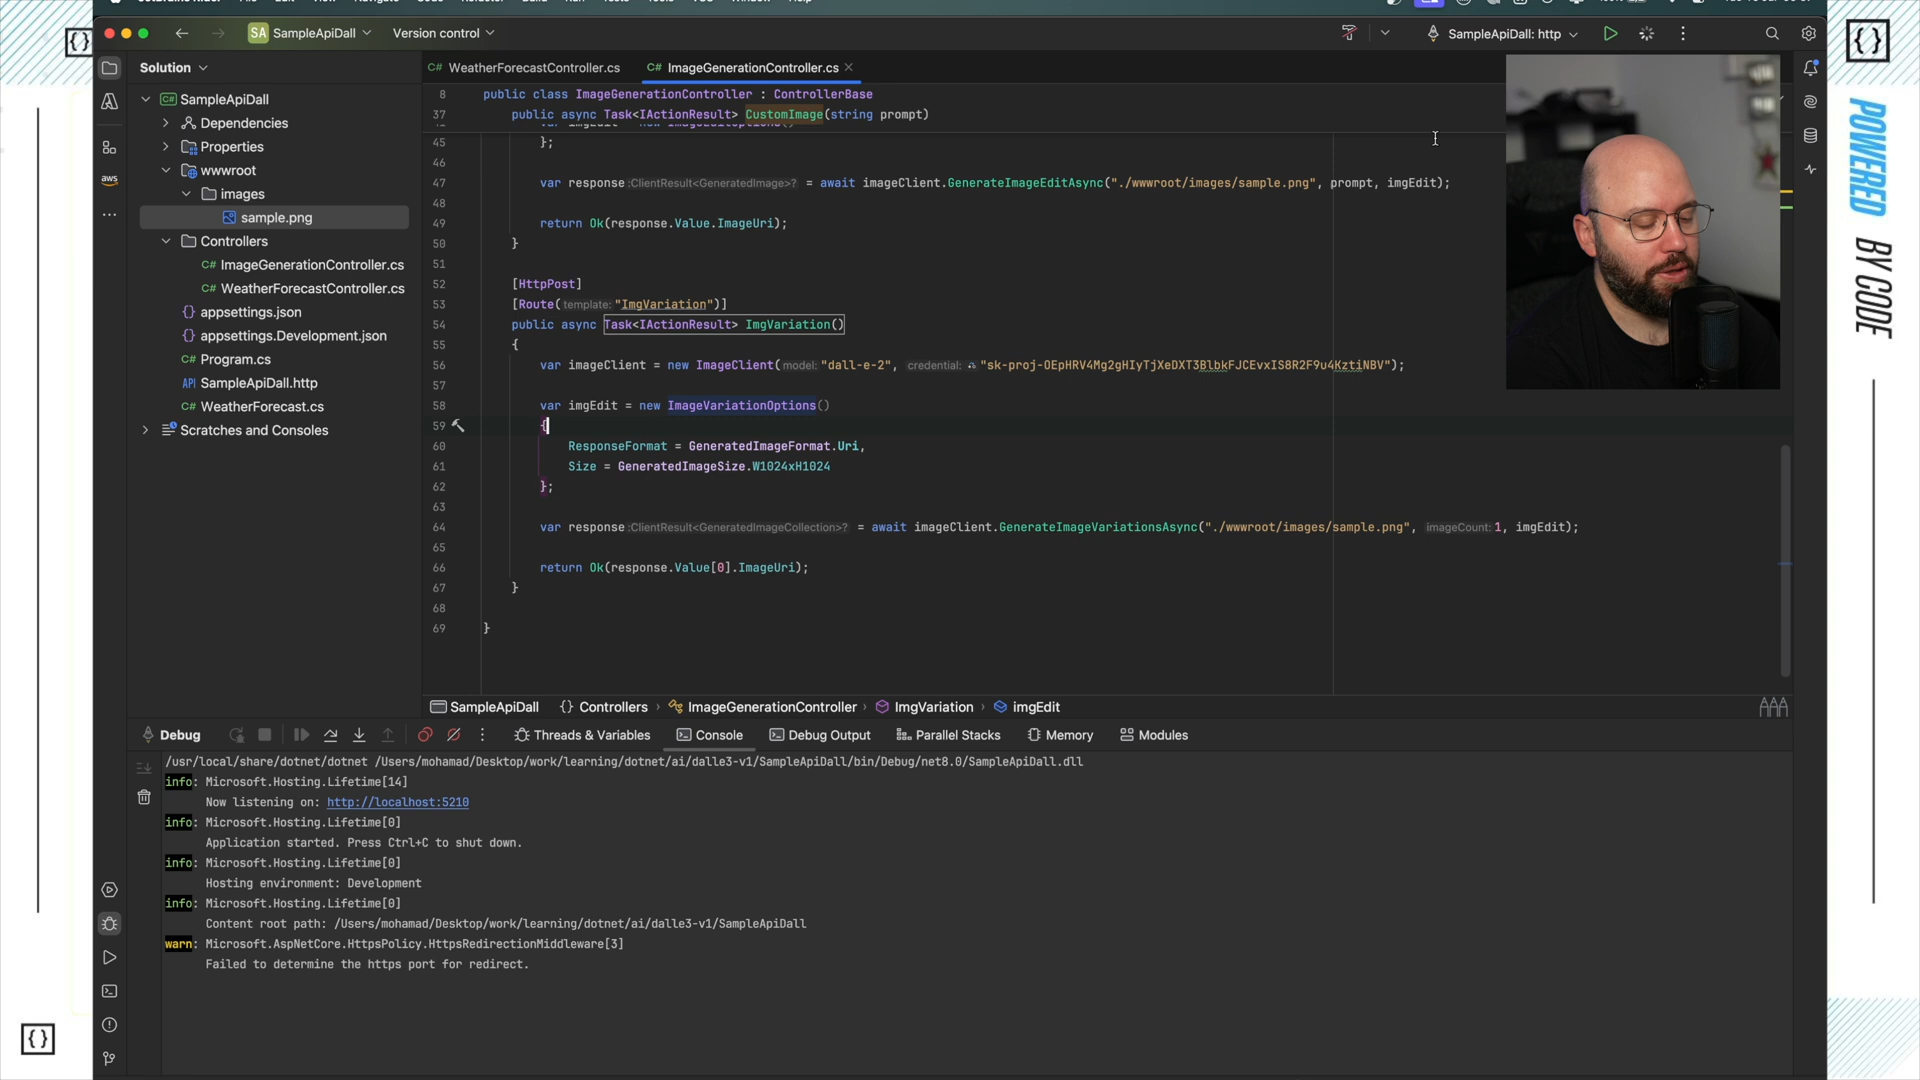 SA SampleApiDall
Version control
SampleApiDall: http
Solution
C# WeatherForecastController.cs
C# ImageGenerationController.cs
SampleApiDall
Dependencies
Properties
wwwroot
images
sample.png
Controllers
C# ImageGenerationController.cs
C# WeatherForecastController.cs
appsettings.json
appsettings.Development.json
C# Program.cs
API SampleApiDall.http
C# WeatherForecast.cs
Scratches and Consoles
aws
8 public class ImageGenerationController : ControllerBase
37 public async Task<IActionResult> CustomImage(string prompt)
45 };
46
47 var response :ClientResult<GeneratedImage>? = await imageClient.GenerateImageEditAsync("./wwwroot/images/sample.png", prompt, imgEdit);
48
49 return Ok(response.Value.ImageUri);
50 }
51
52 [HttpPost]
53 [Route( template: "ImgVariation")]
54 public async Task<IActionResult> ImgVariation()
55 {
56 var imageClient = new ImageClient( model: "dall-e-2", credential: "sk-proj-OEpHRV4Mg2gHIyTjXeDXT3BlbkFJCEvxIS8R2F9u4KztiNBV");
57
58 var imgEdit = new ImageVariationOptions()
59 {
60 ResponseFormat = GeneratedImageFormat.Uri,
61 Size = GeneratedImageSize.W1024xH1024
62 };
63
64 var response :ClientResult<GeneratedImageCollection>? = await imageClient.GenerateImageVariationsAsync("./wwwroot/images/sample.png", imageCount: 1, imgEdit);
65
66 return Ok(response.Value[0].ImageUri);
67 }
68
69 }
SampleApiDall {} Controllers > ImageGenerationController > ImgVariation > imgEdit
Debug
Threads & Variables
Console
Debug Output
Parallel Stacks
Memory
Modules
/usr/local/share/dotnet/dotnet /Users/mohamad/Desktop/work/learning/dotnet/ai/dalle3-v1/SampleApiDall/bin/Debug/net8.0/SampleApiDall.dll
info: Microsoft.Hosting.Lifetime[14]
Now listening on: http://localhost:5210
info: Microsoft.Hosting.Lifetime[0]
Application started. Press Ctrl+C to shut down.
info: Microsoft.Hosting.Lifetime[0]
Hosting environment: Development
info: Microsoft.Hosting.Lifetime[0]
Content root path: /Users/mohamad/Desktop/work/learning/dotnet/ai/dalle3-v1/SampleApiDall
warn: Microsoft.AspNetCore.HttpsPolicy.HttpsRedirectionMiddleware[3]
Failed to determine the https port for redirect.
POWERED BY CODE